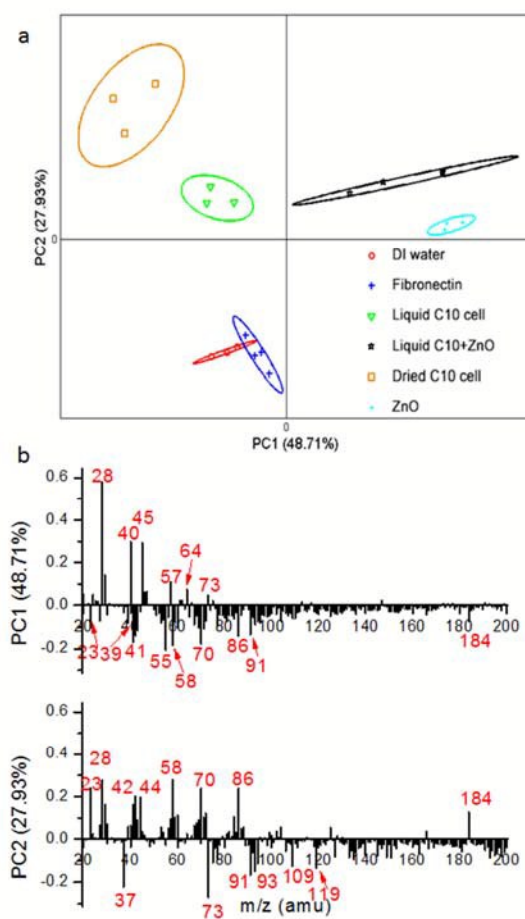 a
PC2 (27.93%)
0
DI water
Fibronectin
Liquid C10 cell
Liquid C10+ZnO
Dried C10 cell
ZnO
0
PC1 (48.71%)
b
PC1 (48.71%)
0.6
0.4
0.2
0.0
-0.2
28
40
45
64
57
73
20 40 60 80 100 120 140 160 180 200
23 39 41 55 58 70 86 91 184
PC2 (27.93%)
0.6
0.4
0.2
0.0
-0.2
28
23 42 44 58 70 86 184
20 40 60 80 100 120 140 160 180 200
37 73 91 93 109 119
m/z (amu)